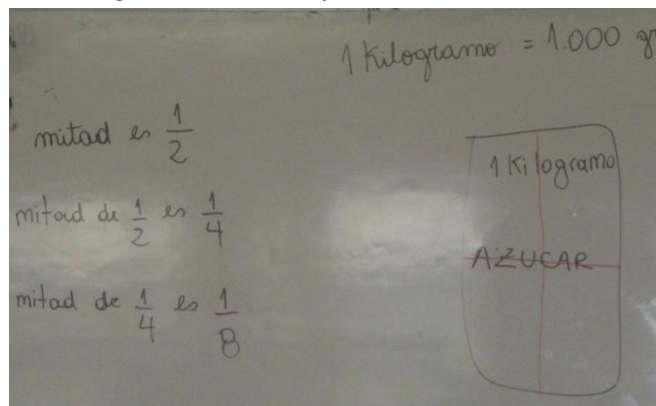 1 Kilogramo = 1.000 gr
mitad es 1/2
mitad de 1/2 es 1/4
mitad de 1/4 es 1/8
1 Kilogramo
AZUCAR